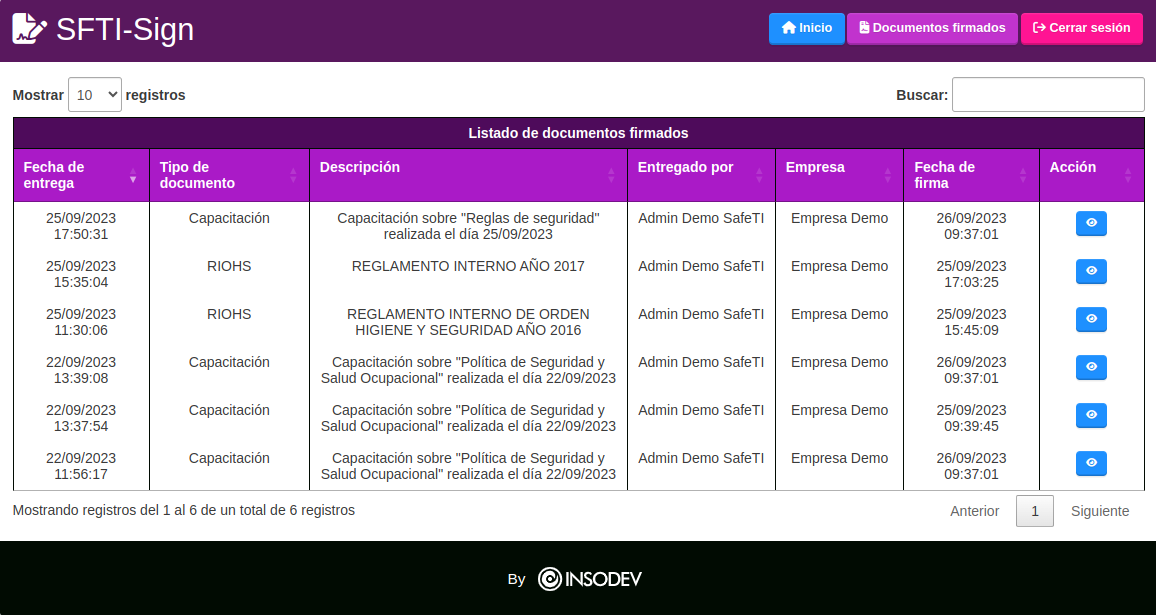 SFTI-Sign
Inicio
Documentos firmados
Cerrar sesión
Mostrar 10 registros
Buscar:
Listado de documentos firmados
Fecha de entrega
Tipo de documento
Descripción
Entregado por
Empresa
Fecha de firma
Acción
25/09/2023 17:50:31
Capacitación
Capacitación sobre "Reglas de seguridad"
realizada el día 25/09/2023
Admin Demo SafeTI
Empresa Demo
26/09/2023 09:37:01
25/09/2023 15:35:04
RIOHS
REGLAMENTO INTERNO AÑO 2017
Admin Demo SafeTI
Empresa Demo
25/09/2023 17:03:25
25/09/2023 11:30:06
RIOHS
REGLAMENTO INTERNO DE ORDEN
HIGIENE Y SEGURIDAD AÑO 2016
Admin Demo SafeTI
Empresa Demo
25/09/2023 15:45:09
22/09/2023 13:39:08
Capacitación
Capacitación sobre "Política de Seguridad y
Salud Ocupacional" realizada el día 22/09/2023
Admin Demo SafeTI
Empresa Demo
26/09/2023 09:37:01
22/09/2023 13:37:54
Capacitación
Capacitación sobre "Política de Seguridad y
Salud Ocupacional" realizada el día 22/09/2023
Admin Demo SafeTI
Empresa Demo
25/09/2023 09:39:45
22/09/2023 11:56:17
Capacitación
Capacitación sobre "Política de Seguridad y
Salud Ocupacional" realizada el día 22/09/2023
Admin Demo SafeTI
Empresa Demo
26/09/2023 09:37:01
Mostrando registros del 1 al 6 de un total de 6 registros
Anterior 1 Siguiente
By INSODEV